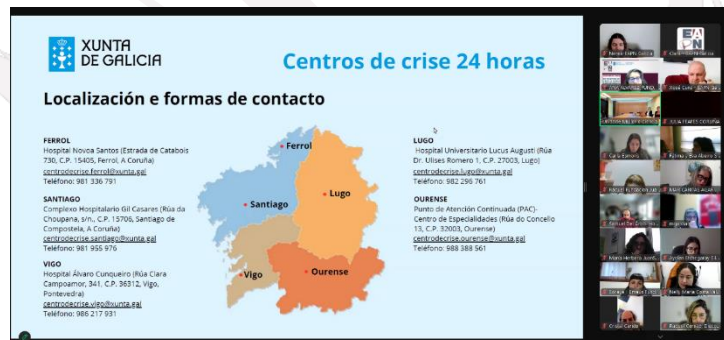 XUNTA
DE GALICIA
Centros de crise 24 horas
Localización e formas de contacto
FERROL
Hospital Novoa Santos (Estrada de Catabois
730, C.P. 15405, Ferrol, A Coruña)
centrodecrise.ferrol@xunta.gal
Teléfono: 981 336 791
SANTIAGO
Complexo Hospitalario Gil Casares (Rúa da
Choupana, s/n., C.P. 15706, Santiago de
Compostela, A Coruña)
centrodecrise.santiago@xunta.gal
Teléfono: 981 955 976
VIGO
Hospital Álvaro Cunqueiro (Rúa Clara
Campoamor, 341, C.P. 36312, Vigo,
Pontevedra)
centrodecrise.vigo@xunta.gal
Teléfono: 986 217 931
Ferrol
Lugo
Santiago
Vigo
Ourense
LUGO
Hospital Universitario Lucus Augusti (Rúa
Dr. Ulises Romero 1, C.P. 27003, Lugo)
centrodecrise.lugo@xunta.gal
Teléfono: 982 296 761
OURENSE
Punto de Atención Continuada (PAC)-
Centro de Especialidades (Rúa do Concello
13, C.P. 32003, Ourense)
centrodecrise.ourense@xunta.gal
Teléfono: 988 388 561